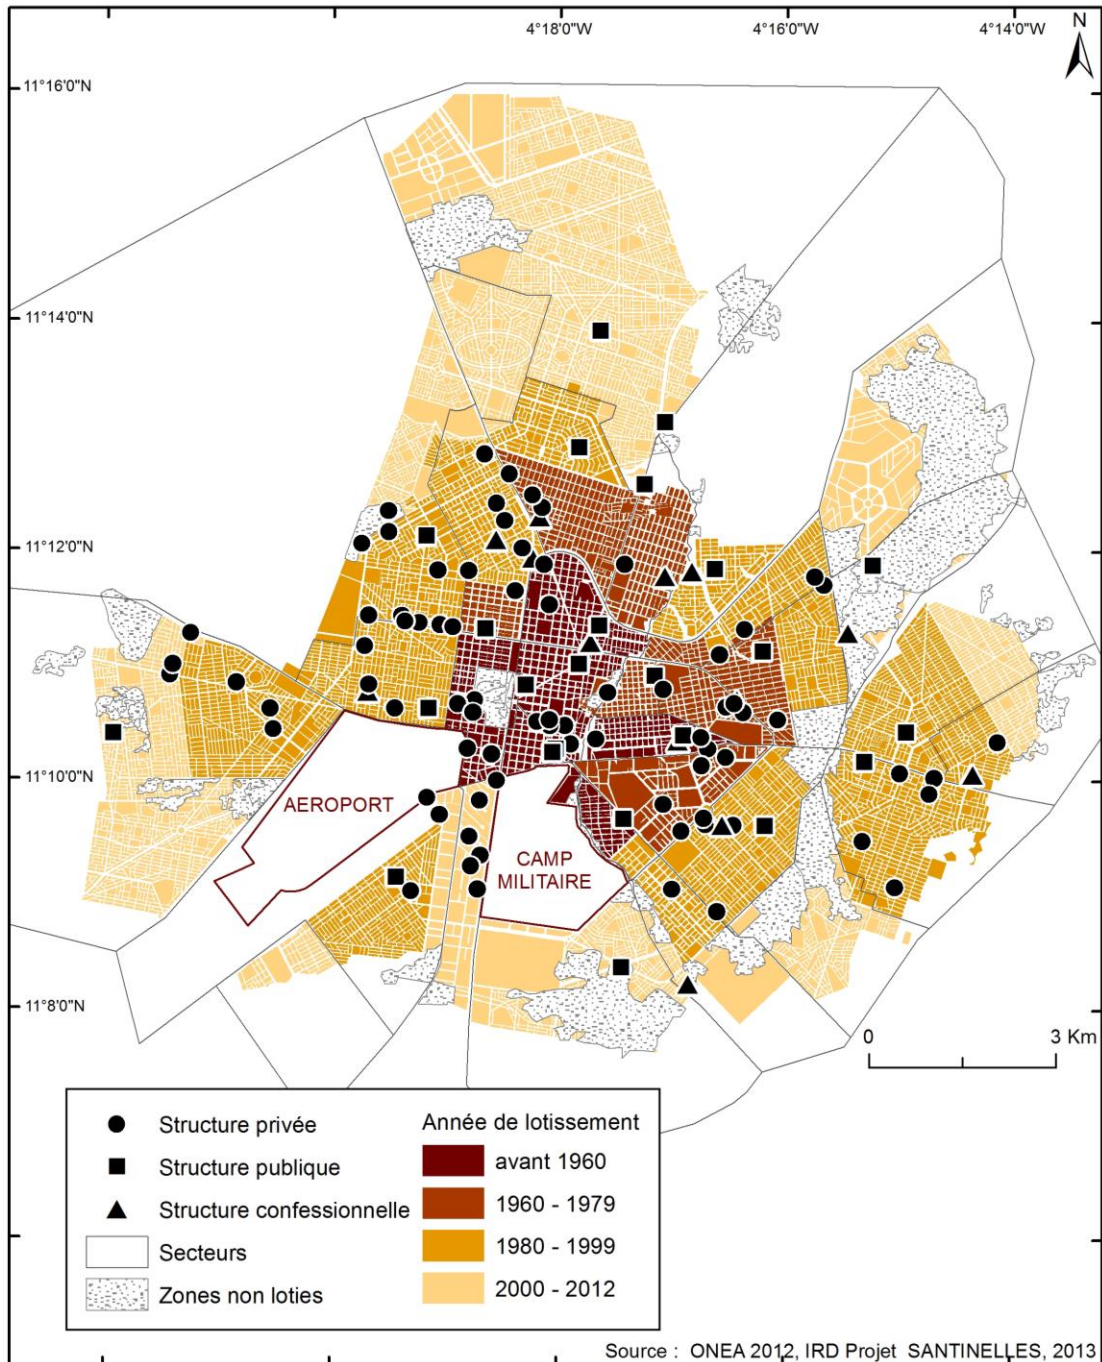 N
4°18'0"W
4°16'0"W
4°14'0"W
11°16'0"N
11°14'0"N
11°12'0"N
11°10'0"N
11°8'0"N
AEROPORT
CAMP
MILITAIRE
0
3 Km
Structure privée
Structure publique
Structure confessionnelle
Secteurs
Zones non loties
Année de lotissement
avant 1960
1960 - 1979
1980 - 1999
2000 - 2012
Source : ONEA 2012, IRD Projet SANTINELLES, 2013